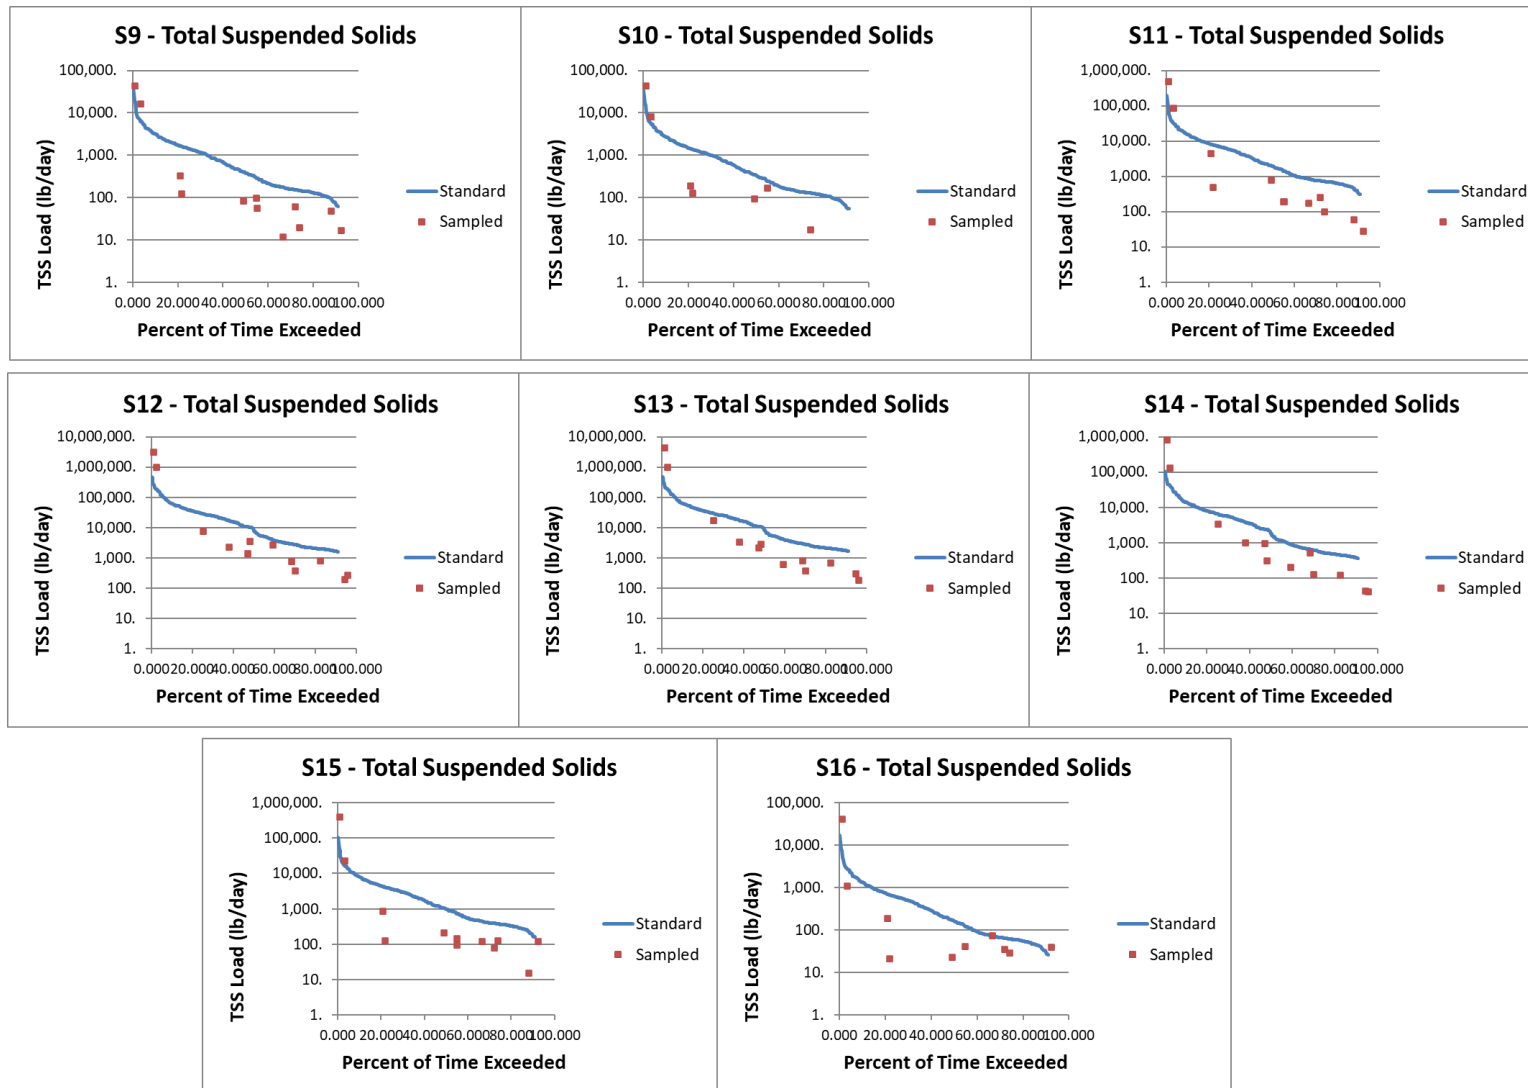 S9 - Total Suspended Solids
100,000.
10,000.
1,000.
100.
10.
1.
0.000 20.000 40.000 60.000 80.000 100.000
TSS Load (lb/day)
Percent of Time Exceeded
Standard
Sampled
S10 - Total Suspended Solids
100,000.
10,000.
1,000.
100.
10.
1.
0.000 20.000 40.000 60.000 80.000 100.000
TSS Load (lb/day)
Percent of Time Exceeded
Standard
Sampled
S11 - Total Suspended Solids
1,000,000.
100,000.
10,000.
1,000.
100.
10.
1.
0.000 20.000 40.000 60.000 80.000 100.000
TSS Load (lb/day)
Percent of Time Exceeded
Standard
Sampled
S12 - Total Suspended Solids
10,000,000.
1,000,000.
100,000.
10,000.
1,000.
100.
10.
1.
0.000 20.000 40.000 60.000 80.000 100.000
TSS Load (lb/day)
Percent of Time Exceeded
Standard
Sampled
S13 - Total Suspended Solids
10,000,000.
1,000,000.
100,000.
10,000.
1,000.
100.
10.
1.
0.000 20.000 40.000 60.000 80.000 100.000
TSS Load (lb/day)
Percent of Time Exceeded
Standard
Sampled
S14 - Total Suspended Solids
1,000,000.
100,000.
10,000.
1,000.
100.
10.
1.
0.000 20.000 40.000 60.000 80.000 100.000
TSS Load (lb/day)
Percent of Time Exceeded
Standard
Sampled
S15 - Total Suspended Solids
1,000,000.
100,000.
10,000.
1,000.
100.
10.
1.
0.000 20.000 40.000 60.000 80.000 100.000
TSS Load (lb/day)
Percent of Time Exceeded
Standard
Sampled
S16 - Total Suspended Solids
100,000.
10,000.
1,000.
100.
10.
1.
0.000 20.000 40.000 60.000 80.000 100.000
TSS Load (lb/day)
Percent of Time Exceeded
Standard
Sampled